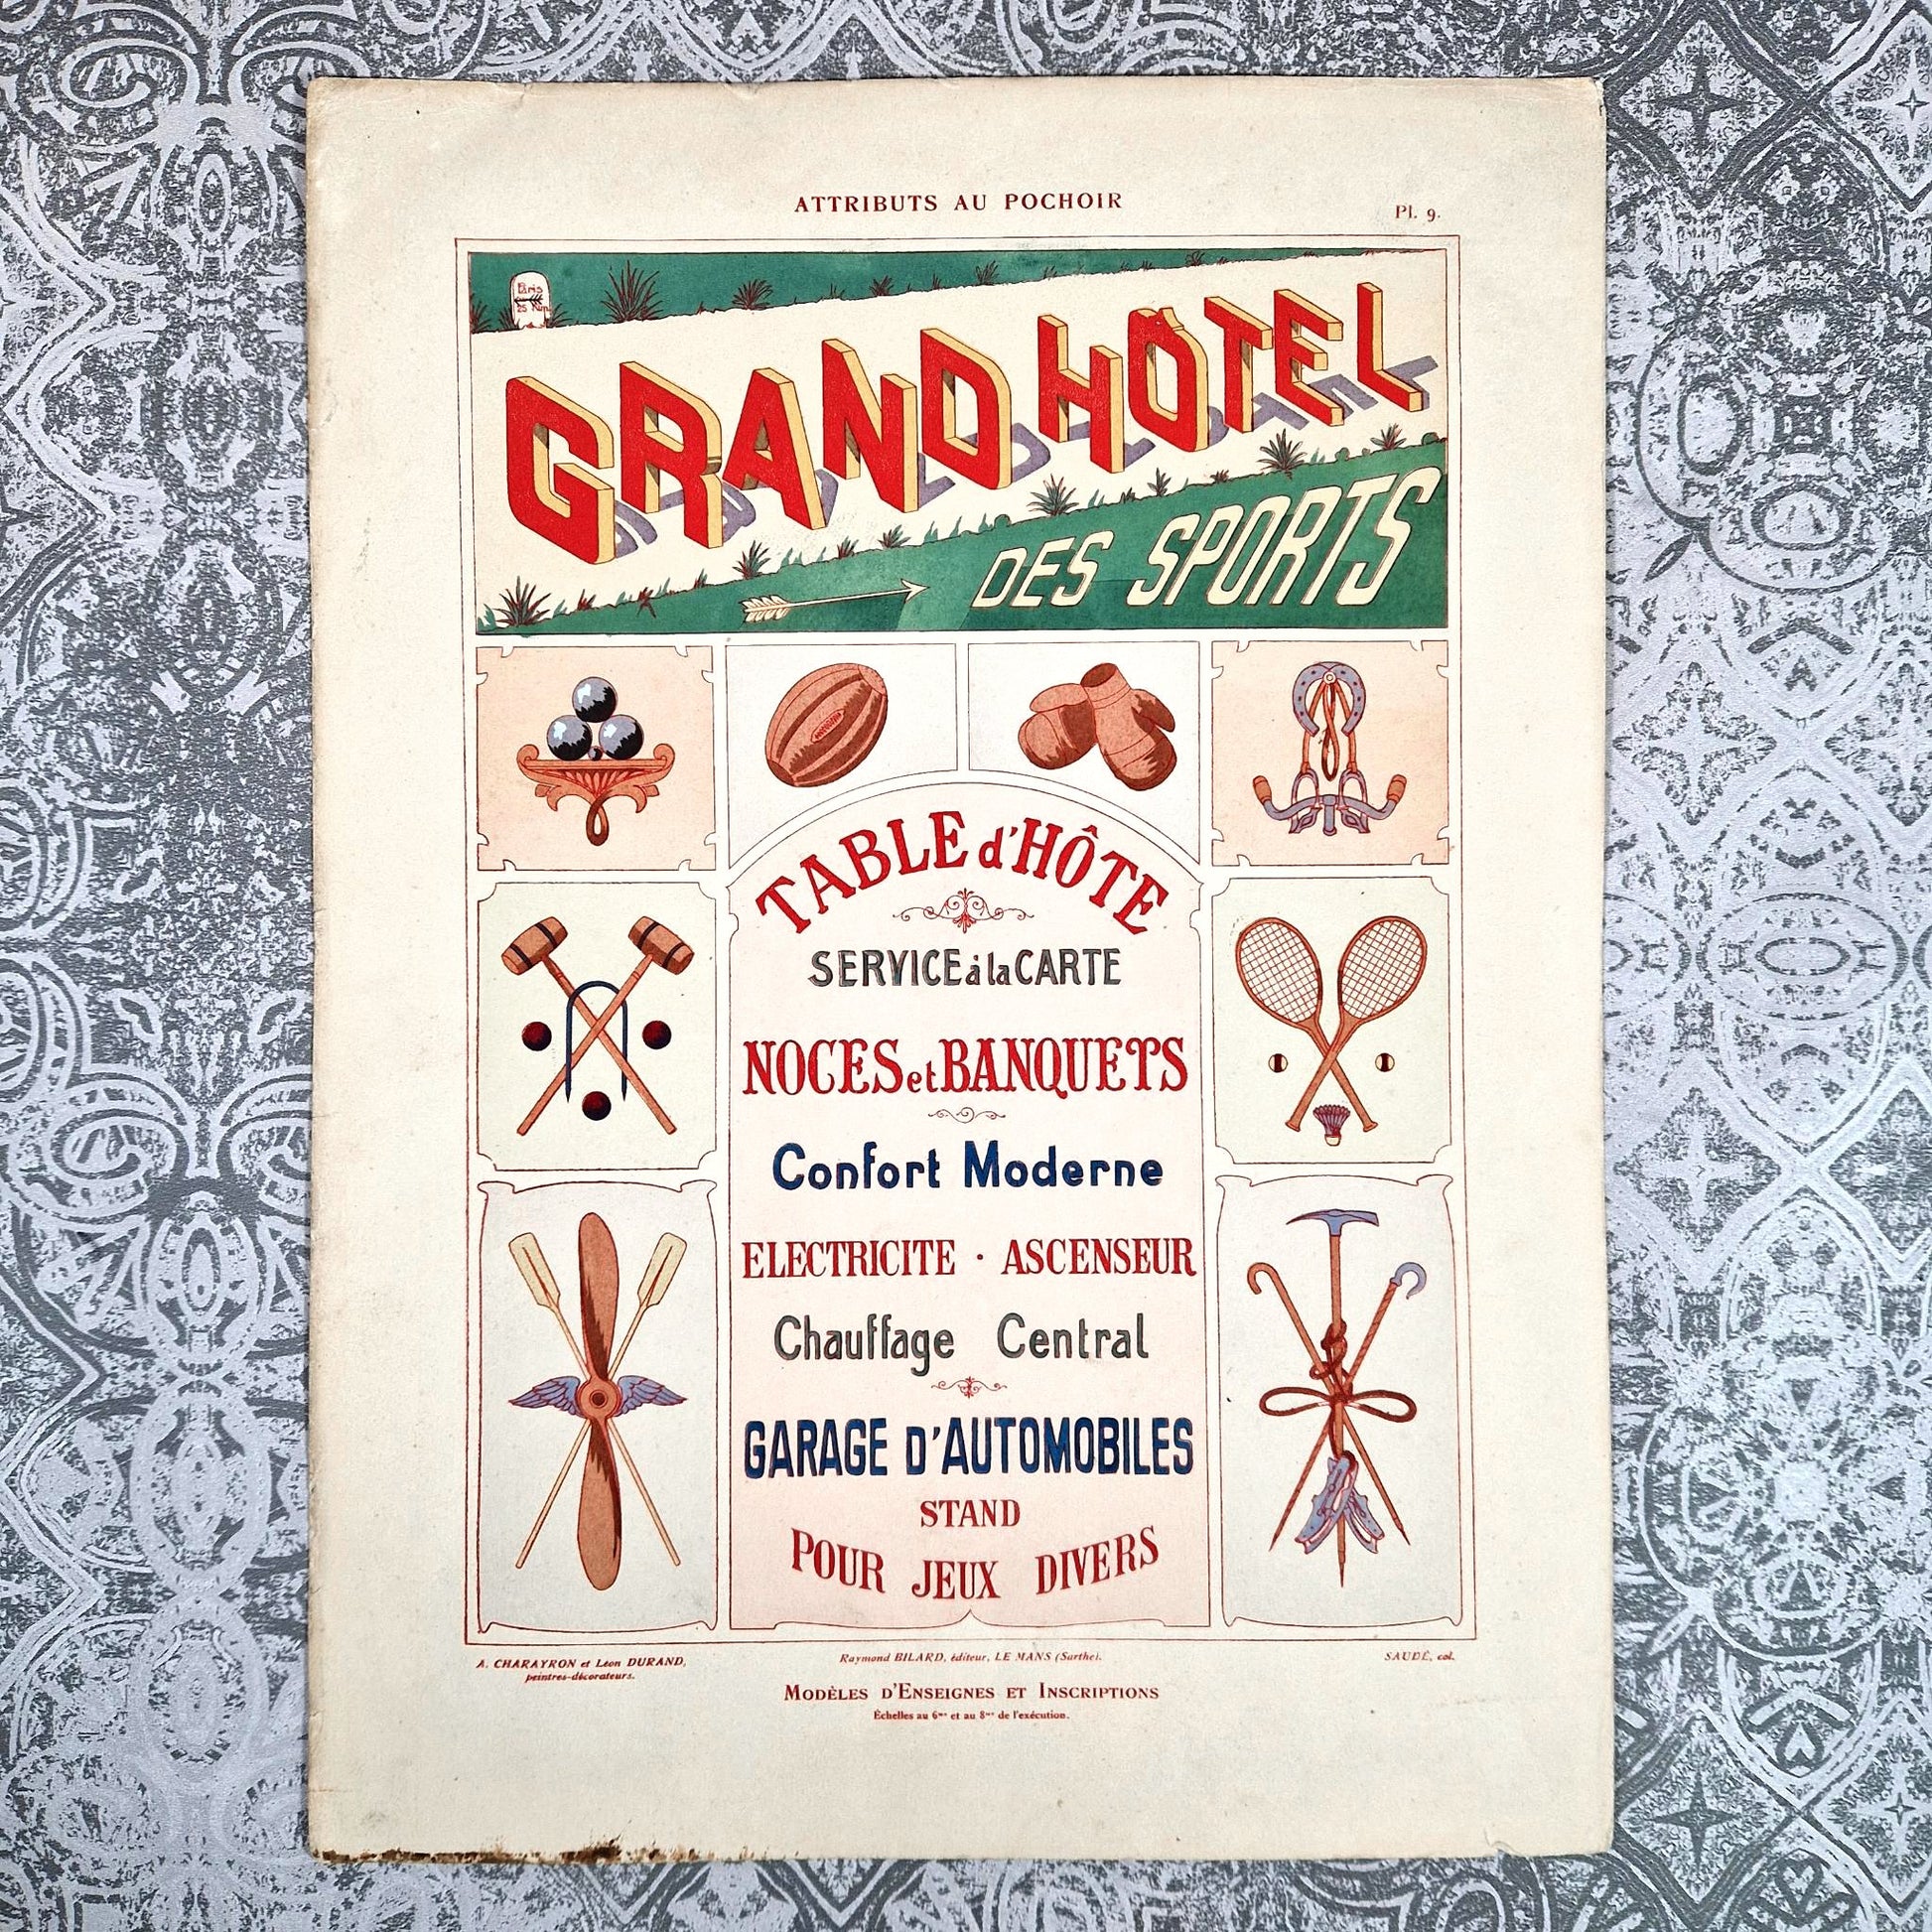 ATTRIBUTS AU POCHOIR
Pl. 9.
Paris
25 Km.
GRAND HÔTEL
DES SPORTS
TABLE d'HÔTE
SERVICE à la CARTE
NOCES et BANQUETS
Confort Moderne
ELECTRICITE · ASCENSEUR
Chauffage Central
GARAGE D'AUTOMOBILES
STAND
POUR JEUX DIVERS
A. CHARAYRON et Léon DURAND,
peintres-décorateurs.
Raymond BILARD, éditeur, LE MANS (Sarthe).
SAUDÉ, col.
MODÈLES D'ENSEIGNES ET INSCRIPTIONS
Échelles au 6me et au 8me de l'exécution.